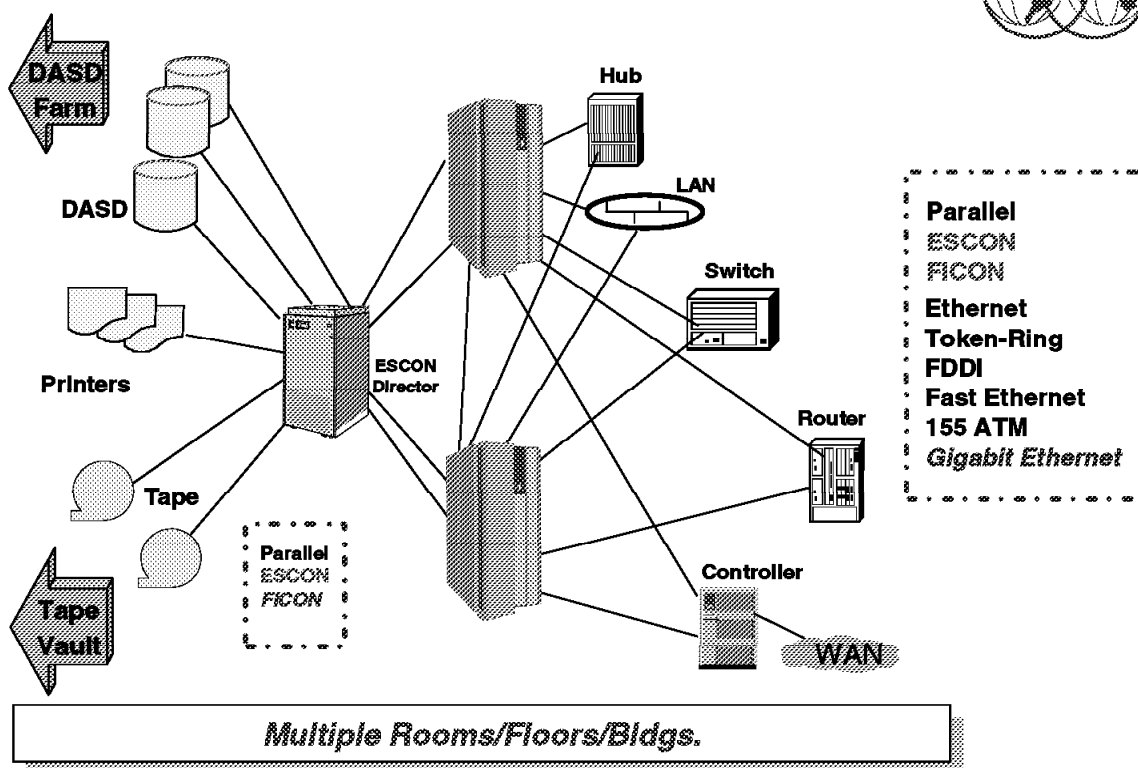 DASD
Farm
Hub
LAN
DASD
Switch
Parallel
ESCON
FICON
Ethernet
Token-Ring
FDDI
Fast Ethernet
155 ATM
Gigabit Ethernet
Printers
ESCON
Director
Router
Tape
Parallel
ESCON
FICON
Controller
Tape
Vault
WAN
Multiple Rooms/Floors/Bldgs.